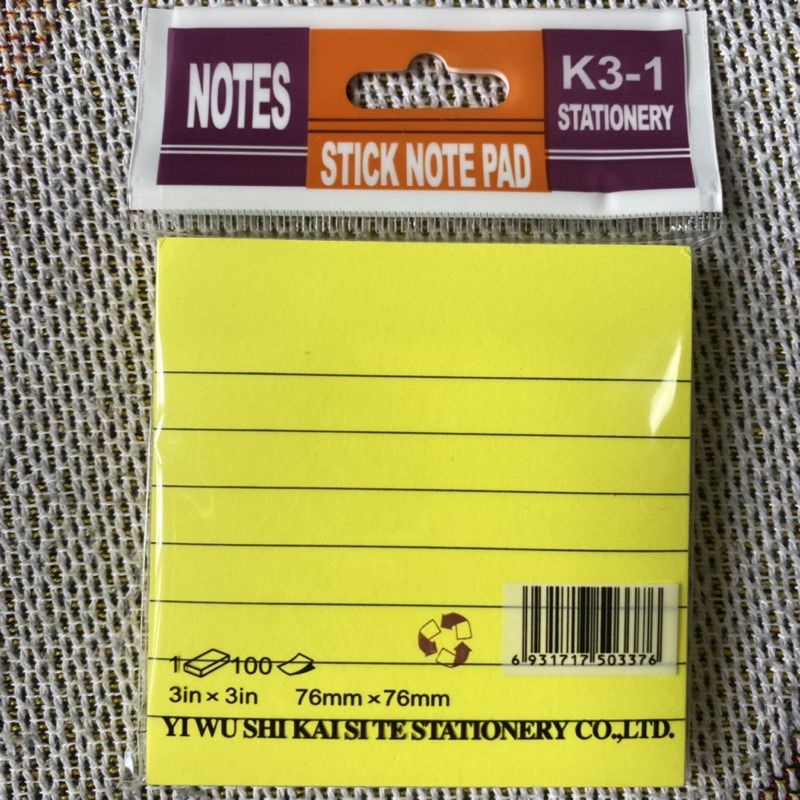 NOTES
STICK NOTE PAD
K3-1
STATIONERY
6 931717 503376
1 100
3in × 3in 76mm × 76mm
YI WU SHI KAI SI TE STATIONERY CO.,LTD.